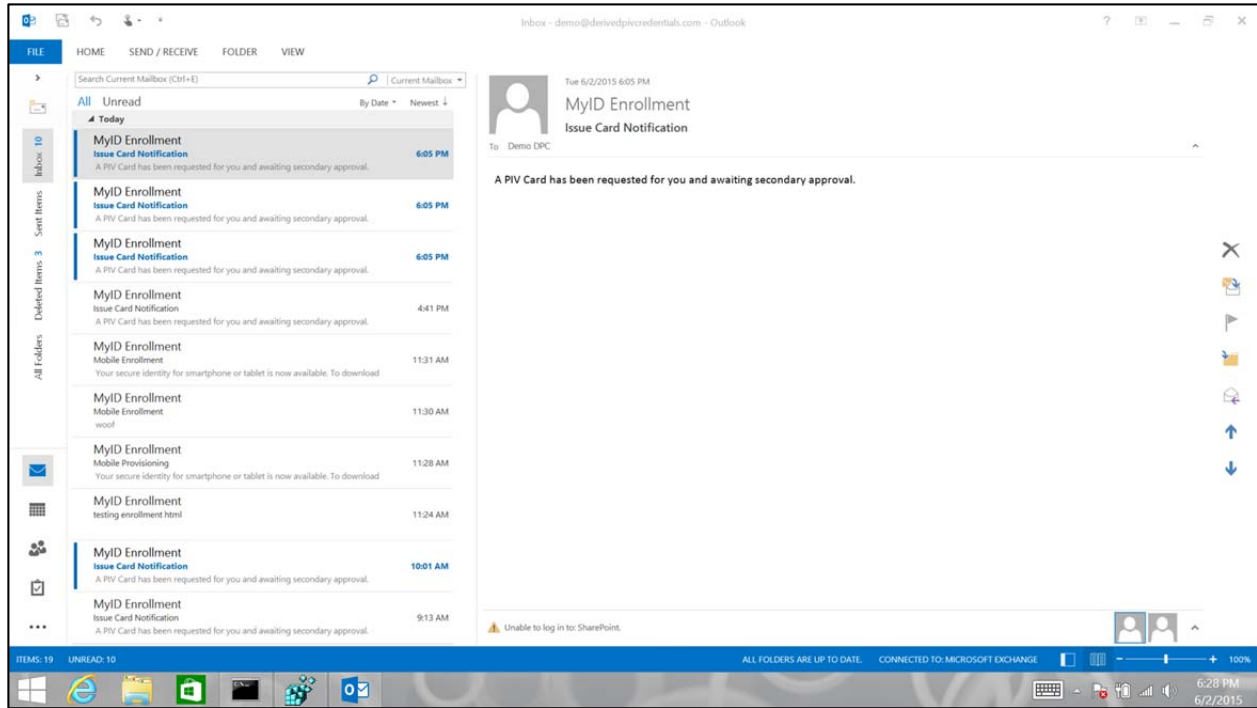 Inbox - demo@derivedpivcredentials.com - Outlook
FILE HOME SEND / RECEIVE FOLDER VIEW
Search Current Mailbox (Ctrl+E) Current Mailbox
All Unread By Date Newest
Today
MyID Enrollment
Issue Card Notification 6:05 PM
A PIV Card has been requested for you and awaiting secondary approval.
MyID Enrollment
Issue Card Notification 6:05 PM
A PIV Card has been requested for you and awaiting secondary approval.
MyID Enrollment
Issue Card Notification 6:05 PM
A PIV Card has been requested for you and awaiting secondary approval.
MyID Enrollment
Issue Card Notification 4:41 PM
A PIV Card has been requested for you and awaiting secondary approval.
MyID Enrollment
Mobile Enrollment 11:31 AM
Your secure identity for smartphone or tablet is now available. To download
MyID Enrollment
Mobile Enrollment 11:30 AM
woof
MyID Enrollment
Mobile Provisioning 11:28 AM
Your secure identity for smartphone or tablet is now available. To download
MyID Enrollment
testing enrollment html 11:24 AM
MyID Enrollment
Issue Card Notification 10:01 AM
A PIV Card has been requested for you and awaiting secondary approval.
MyID Enrollment
Issue Card Notification 9:13 AM
A PIV Card has been requested for you and awaiting secondary approval.
Inbox 10
Sent Items
Deleted Items 3
All Folders
Tue 6/2/2015 6:05 PM
MyID Enrollment
Issue Card Notification
To Demo DPC
A PIV Card has been requested for you and awaiting secondary approval.
Unable to log in to: SharePoint.
ITEMS: 19 UNREAD: 10 ALL FOLDERS ARE UP TO DATE. CONNECTED TO: MICROSOFT EXCHANGE 100%
6:28 PM
6/2/2015